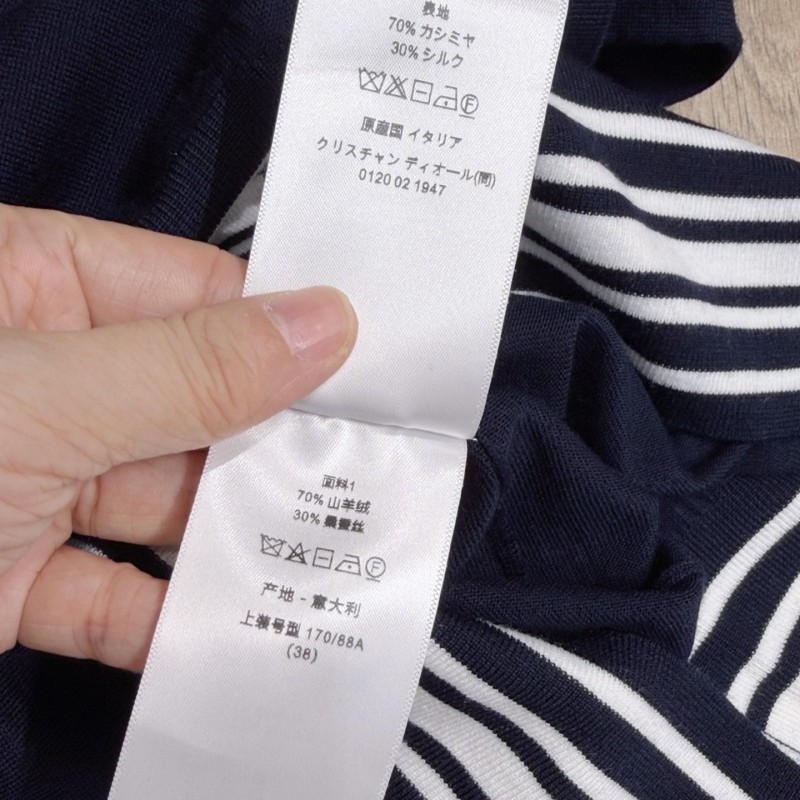 表地
70% カシミヤ
30% シルク
原産国 イタリア
クリスチャン ディオール(同)
0120 02 1947
面料1
70% 山羊绒
30% 桑蚕丝
产地 - 意大利
上装号型 170/88A
(38)